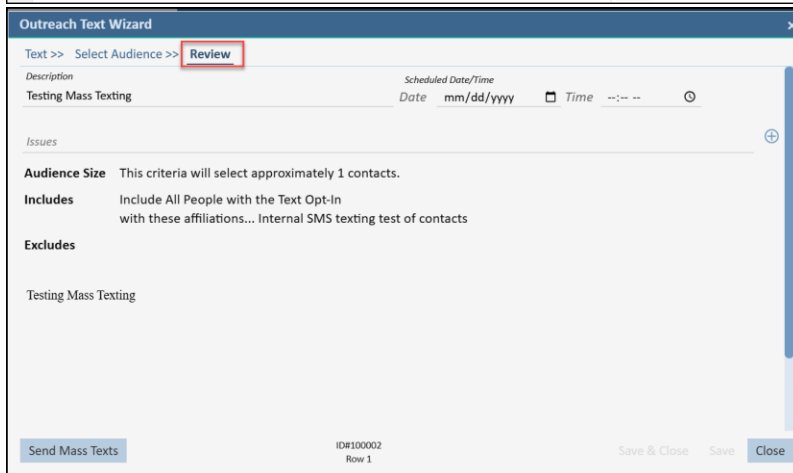 Outreach Text Wizard
Text >> Select Audience >> Review
Description
Scheduled Date/Time
Testing Mass Texting
Date mm/dd/yyyy Time --:-- --
Issues
Audience Size This criteria will select approximately 1 contacts.
Includes Include All People with the Text Opt-In
with these affiliations... Internal SMS texting test of contacts
Excludes
Testing Mass Texting
Send Mass Texts
ID#100002
Row 1
Save & Close Save Close